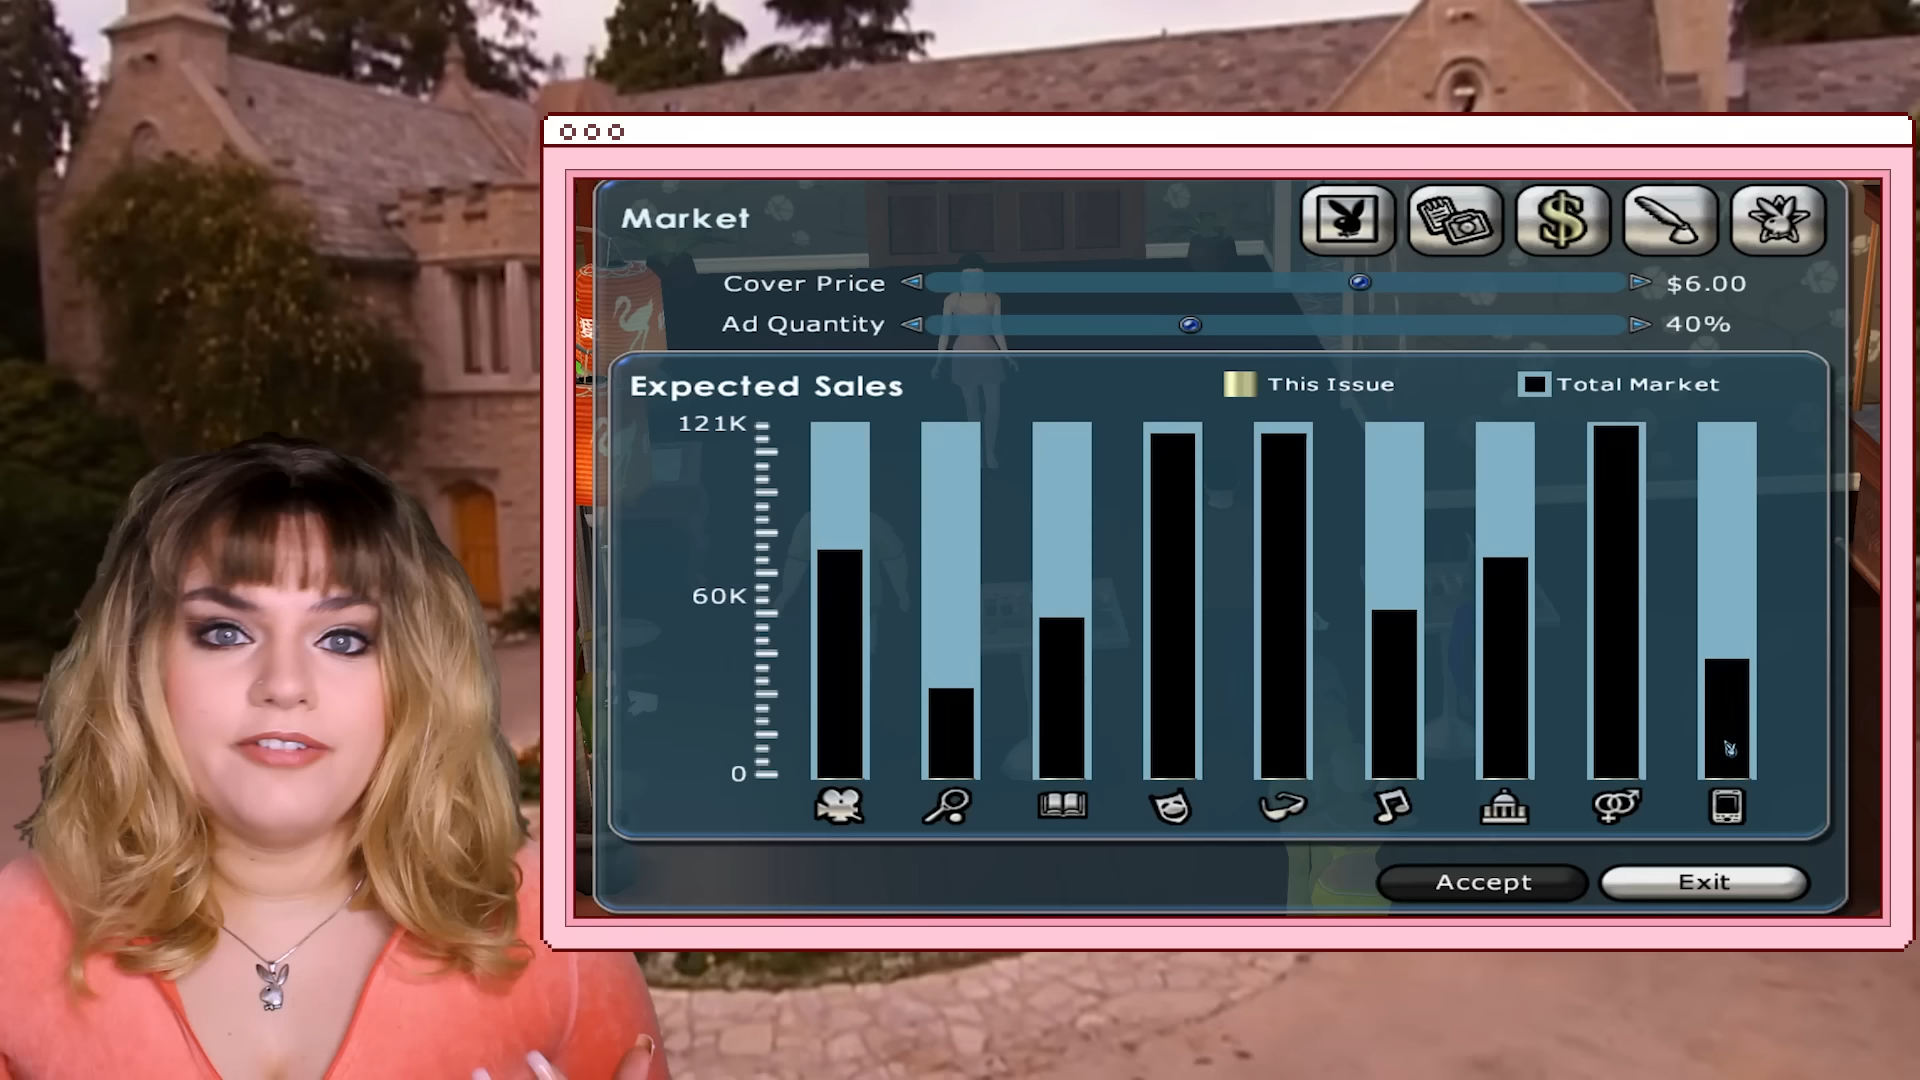 Market
Cover Price $6.00
Ad Quantity 40%
Expected Sales This Issue Total Market
121K
60K
0
Accept Exit